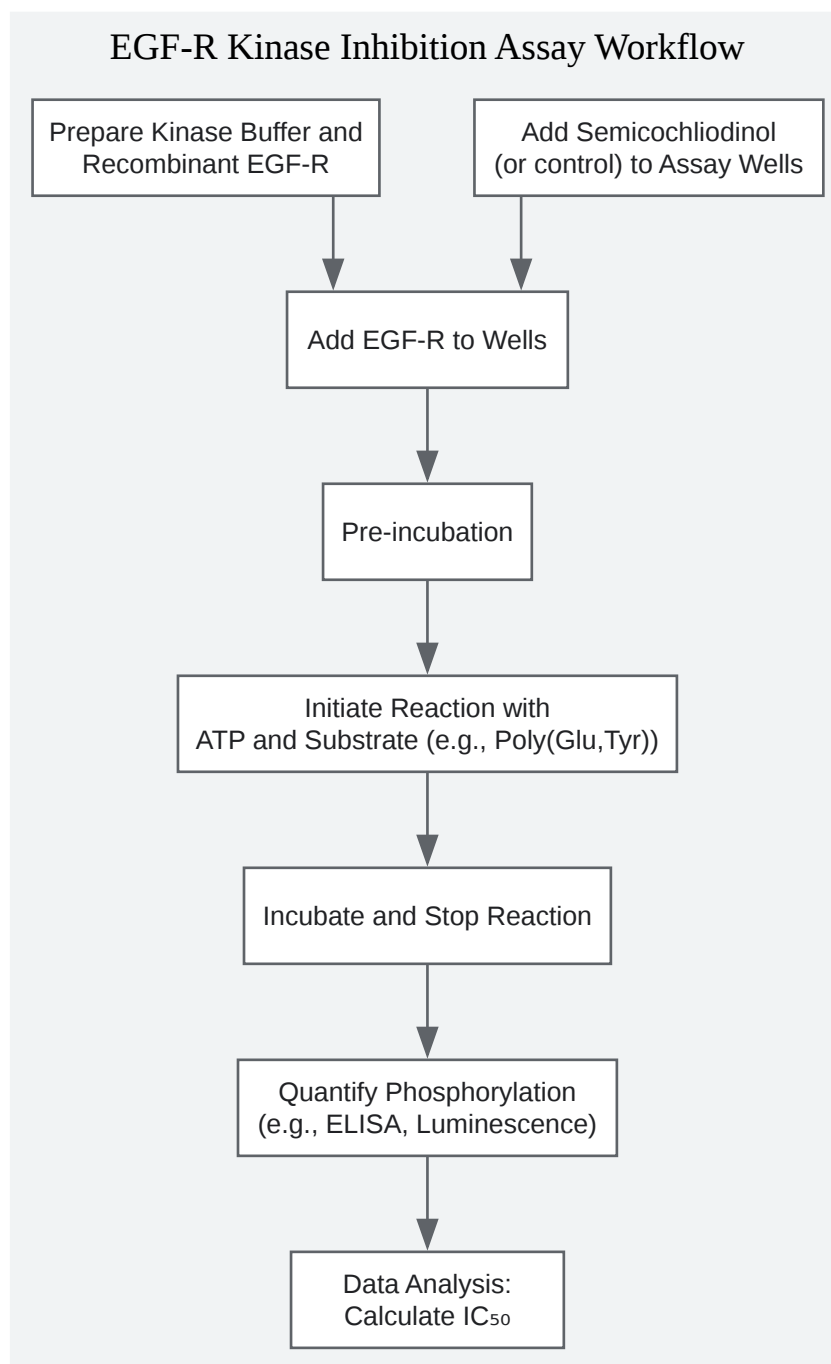 EGF-R Kinase Inhibition Assay Workflow
Prepare Kinase Buffer and
Recombinant EGF-R
Add Semicochliodinol
(or control) to Assay Wells
Add EGF-R to Wells
Pre-incubation
Initiate Reaction with
ATP and Substrate (e.g., Poly(Glu,Tyr))
Incubate and Stop Reaction
Quantify Phosphorylation
(e.g., ELISA, Luminescence)
Data Analysis:
Calculate IC₅₀